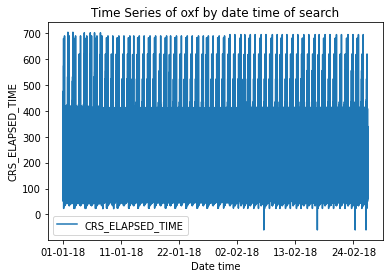 Time Series of oxf by date time of search
CRS_ELAPSED_TIME
700
600
500
400
300
200
100
0
CRS_ELAPSED_TIME
01-01-18 11-01-18 22-01-18 02-02-18 13-02-18 24-02-18
Date time